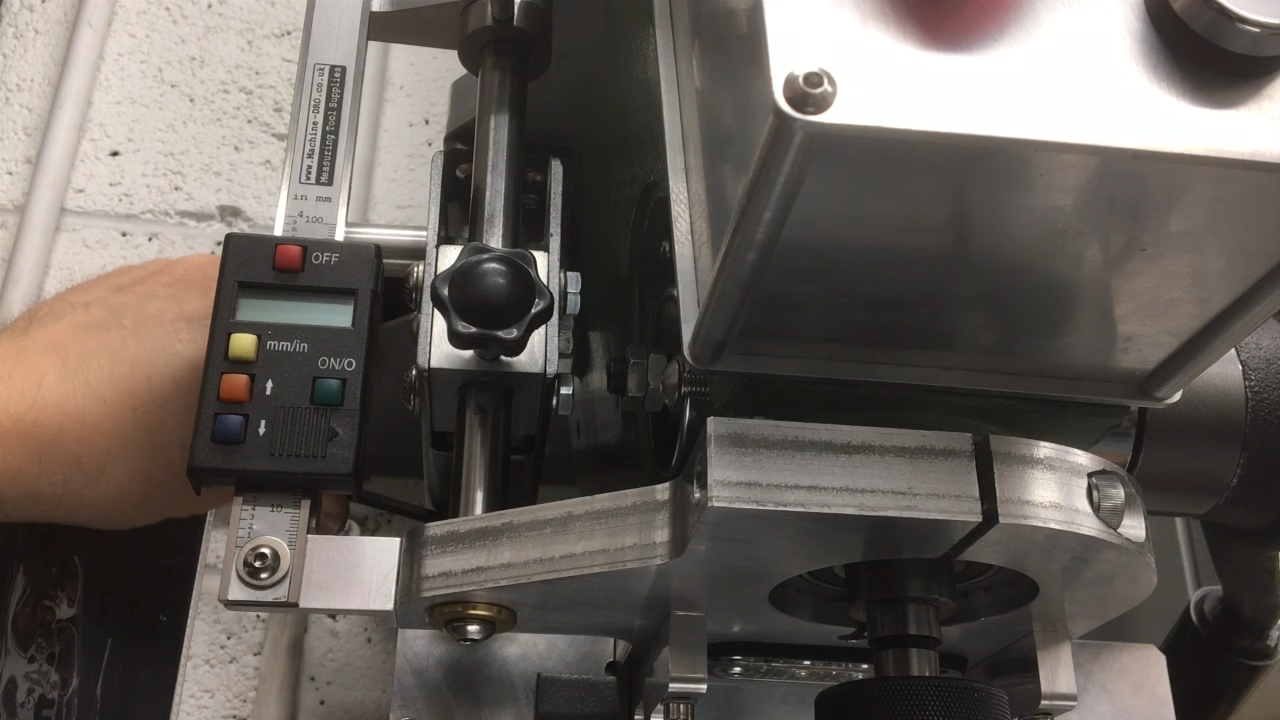 www.Machine-DRO.co.uk
Measuring Tool Supplies
in mm
4 100
OFF
mm/in
ON/O
10